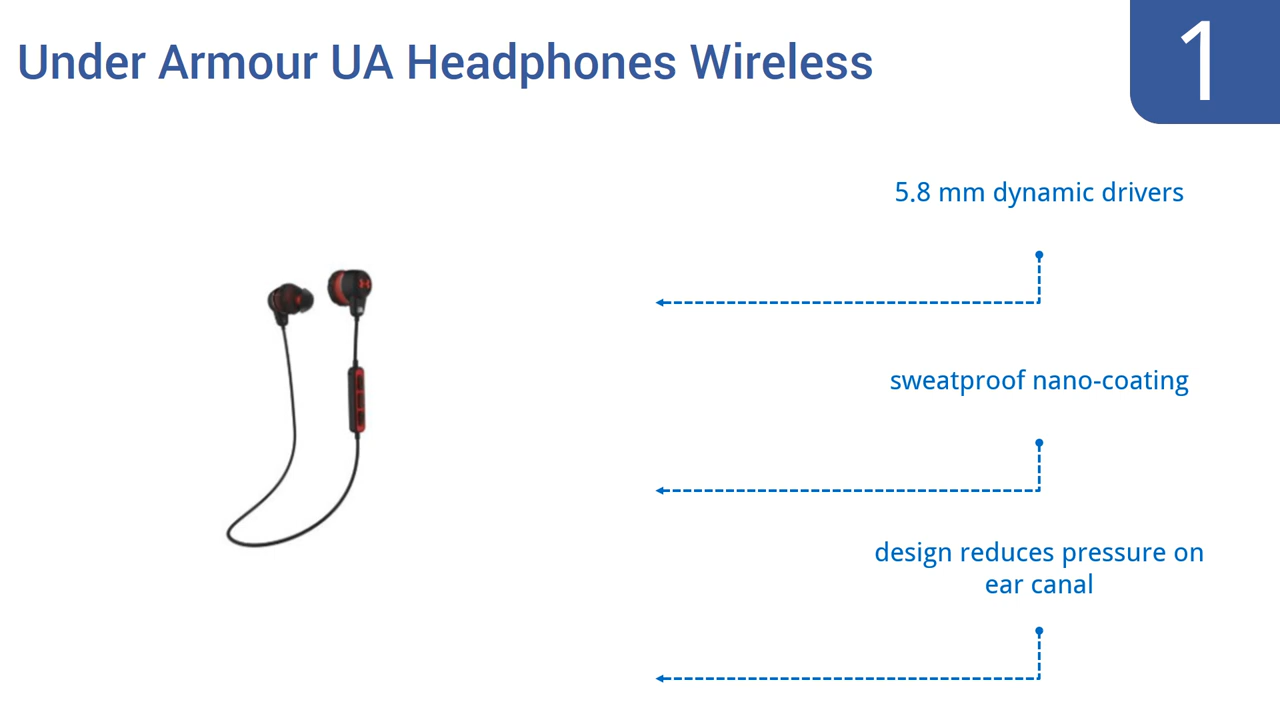 Under Armour UA Headphones Wireless
1
5.8 mm dynamic drivers
sweatproof nano-coating
design reduces pressure on
ear canal